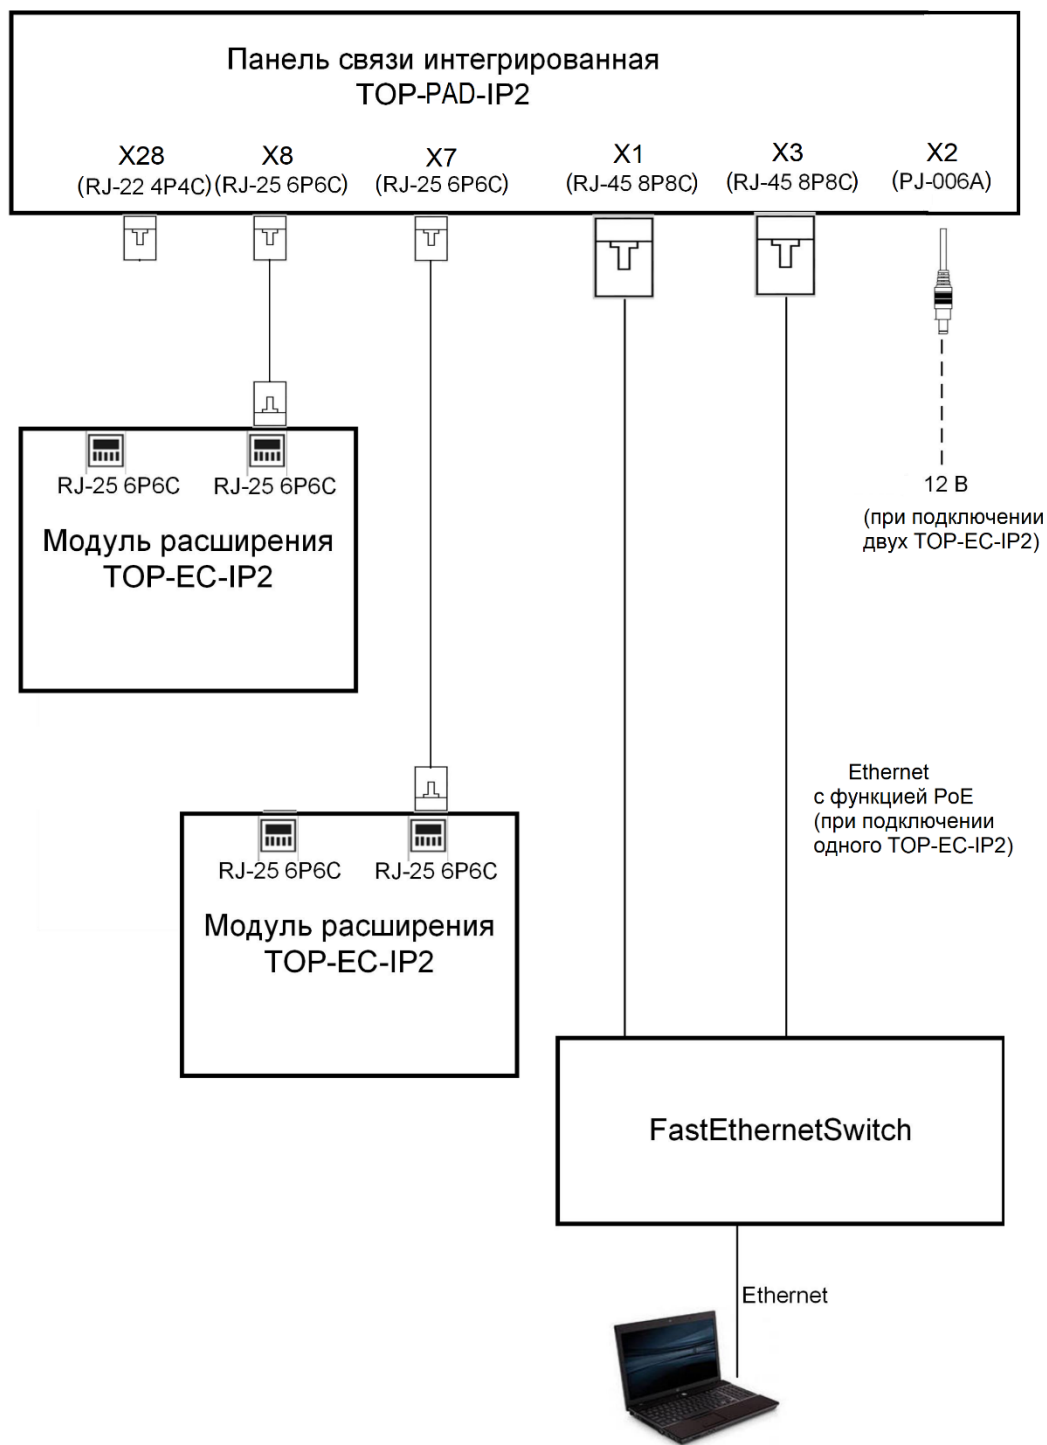 Панель связи интегрированная
TOP-PAD-IP2
X28 X8 X7 X1 X3 X2
(RJ-22 4P4C) (RJ-25 6P6C) (RJ-25 6P6C) (RJ-45 8P8C) (RJ-45 8P8C) (PJ-006A)
RJ-25 6P6C RJ-25 6P6C
Модуль расширения
TOP-EC-IP2
12 В
(при подключении
двух TOP-EC-IP2)
Ethernet
с функцией PoE
(при подключении
одного TOP-EC-IP2)
RJ-25 6P6C RJ-25 6P6C
Модуль расширения
TOP-EC-IP2
FastEthernetSwitch
Ethernet